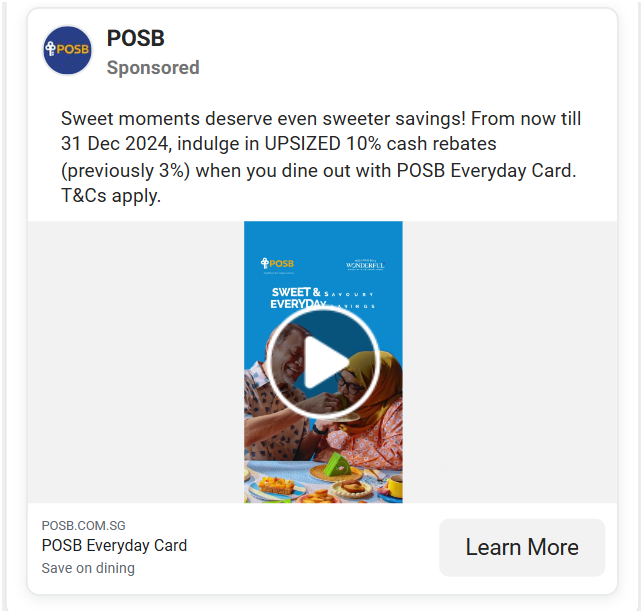 POSB
POSB
Sponsored
Sweet moments deserve even sweeter savings! From now till
31 Dec 2024, indulge in UPSIZED 10% cash rebates
(previously 3%) when you dine out with POSB Everyday Card.
T&Cs apply.
POSB
WONDERFUL
SWEET & SAVOURY
EVERYDAY SAVINGS
POSB.COM.SG
POSB Everyday Card
Save on dining
Learn More